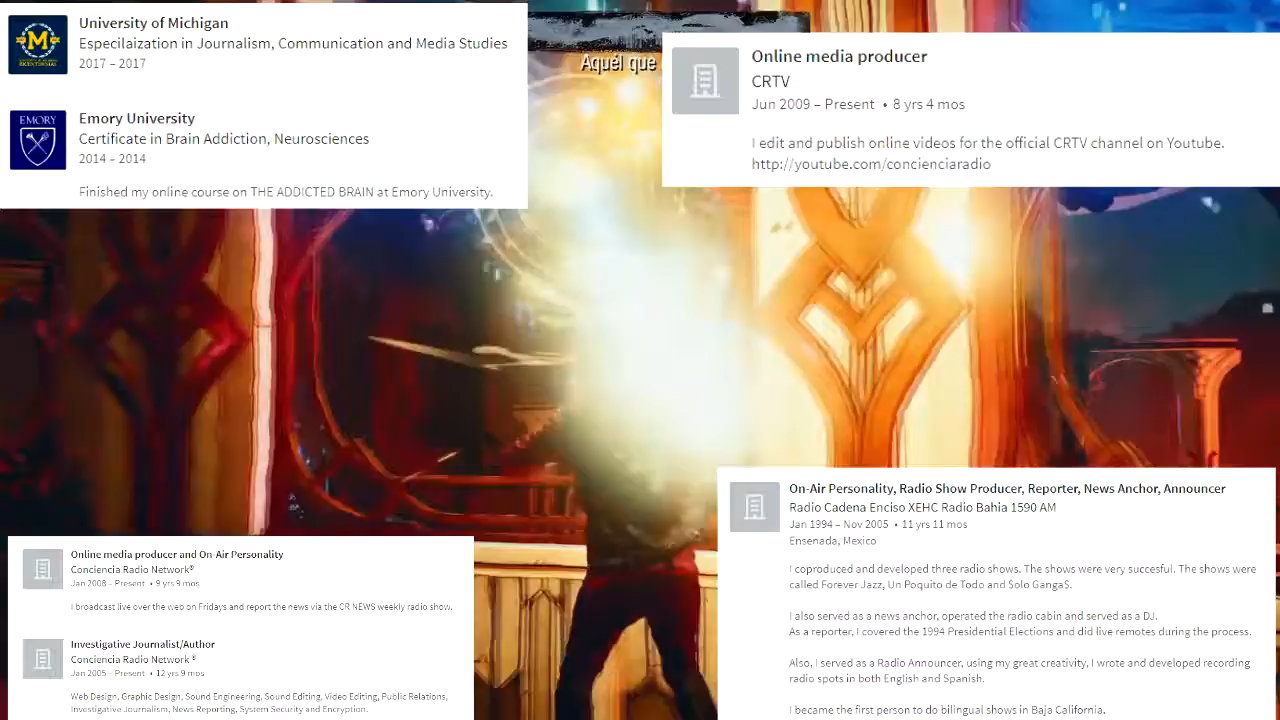 University of Michigan
Especilaization in Journalism, Communication and Media Studies
2017 – 2017
EMORY
Emory University
Certificate in Brain Addiction, Neurosciences
2014 – 2014
Finished my online course on THE ADDICTED BRAIN at Emory University.
Aquél que
Online media producer
CRTV
Jun 2009 – Present • 8 yrs 4 mos
I edit and publish online videos for the official CRTV channel on Youtube.
http://youtube.com/concienciaradio
Online media producer and On-Air Personality
Conciencia Radio Network®
Jan 2008 – Present • 9 yrs 9 mos
I broadcast live over the web on Fridays and report the news via the CR NEWS weekly radio show.
Investigative Journalist/Author
Conciencia Radio Network ®
Jan 2005 – Present • 12 yrs 9 mos
Web Design, Graphic Design, Sound Engineering, Sound Editing, Video Editing, Public Relations,
Investigative Journalism, News Reporting, System Security and Encryption.
On-Air Personality, Radio Show Producer, Reporter, News Anchor, Announcer
Radio Cadena Enciso XEHC Radio Bahia 1590 AM
Jan 1994 – Nov 2005 • 11 yrs 11 mos
Ensenada, Mexico
I coproduced and developed three radio shows. The shows were very succesful. The shows were
called Forever Jazz, Un Poquito de Todo and Solo Ganga$.
I also served as a news anchor, operated the radio cabin and served as a DJ.
As a reporter, I covered the 1994 Presidential Elections and did live remotes during the process.
Also, I served as a Radio Announcer, using my great creativity, I wrote and developed recording
radio spots in both English and Spanish.
I became the first person to do bilingual shows in Baja California.